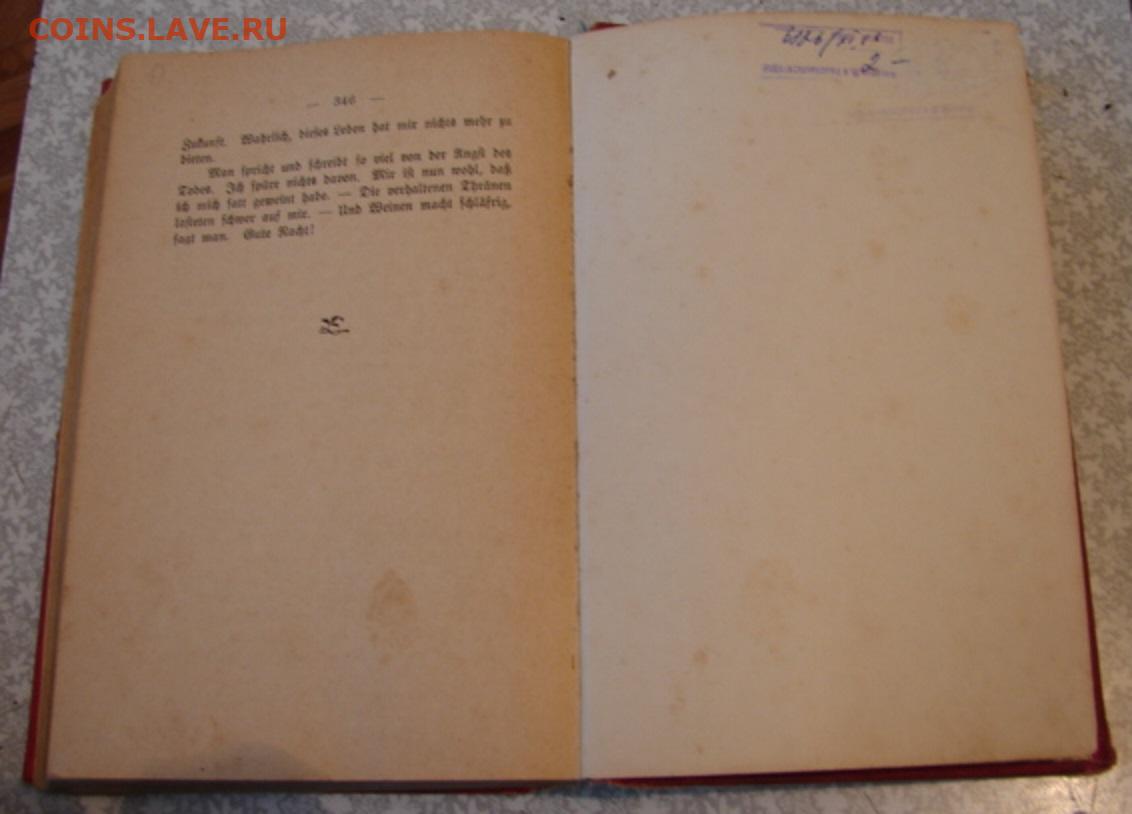 COINS.LAVE.RU
— 346 —
Zukunft. Wahrlich, dieses Leben hat mir nichts mehr zu
bieten.
Man spricht und schreibt so viel von der Angst des
Todes. Ich spüre nichts davon. Mir ist nun wohl, daß
ich mich satt geweint habe. — Die verhaltenen Thränen
lasteten schwer auf mir. — Und Weinen macht schläfrig,
sagt man. Gute Nacht!
2 —